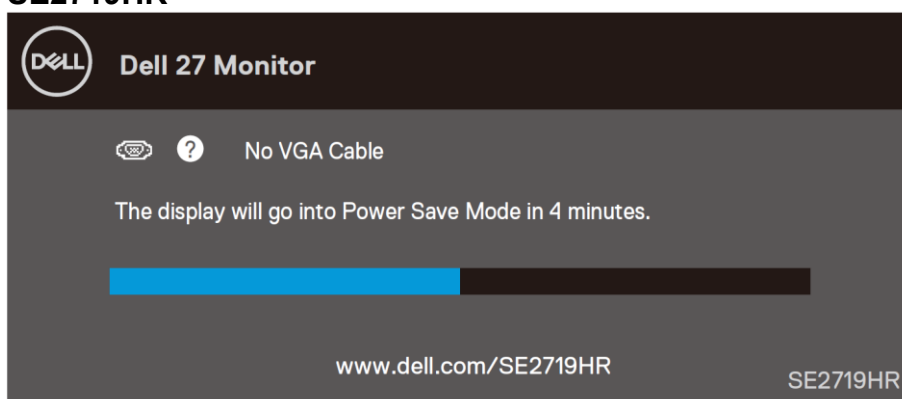 SE2719HR
DELL
Dell 27 Monitor
? No VGA Cable
The display will go into Power Save Mode in 4 minutes.
www.dell.com/SE2719HR
SE2719HR